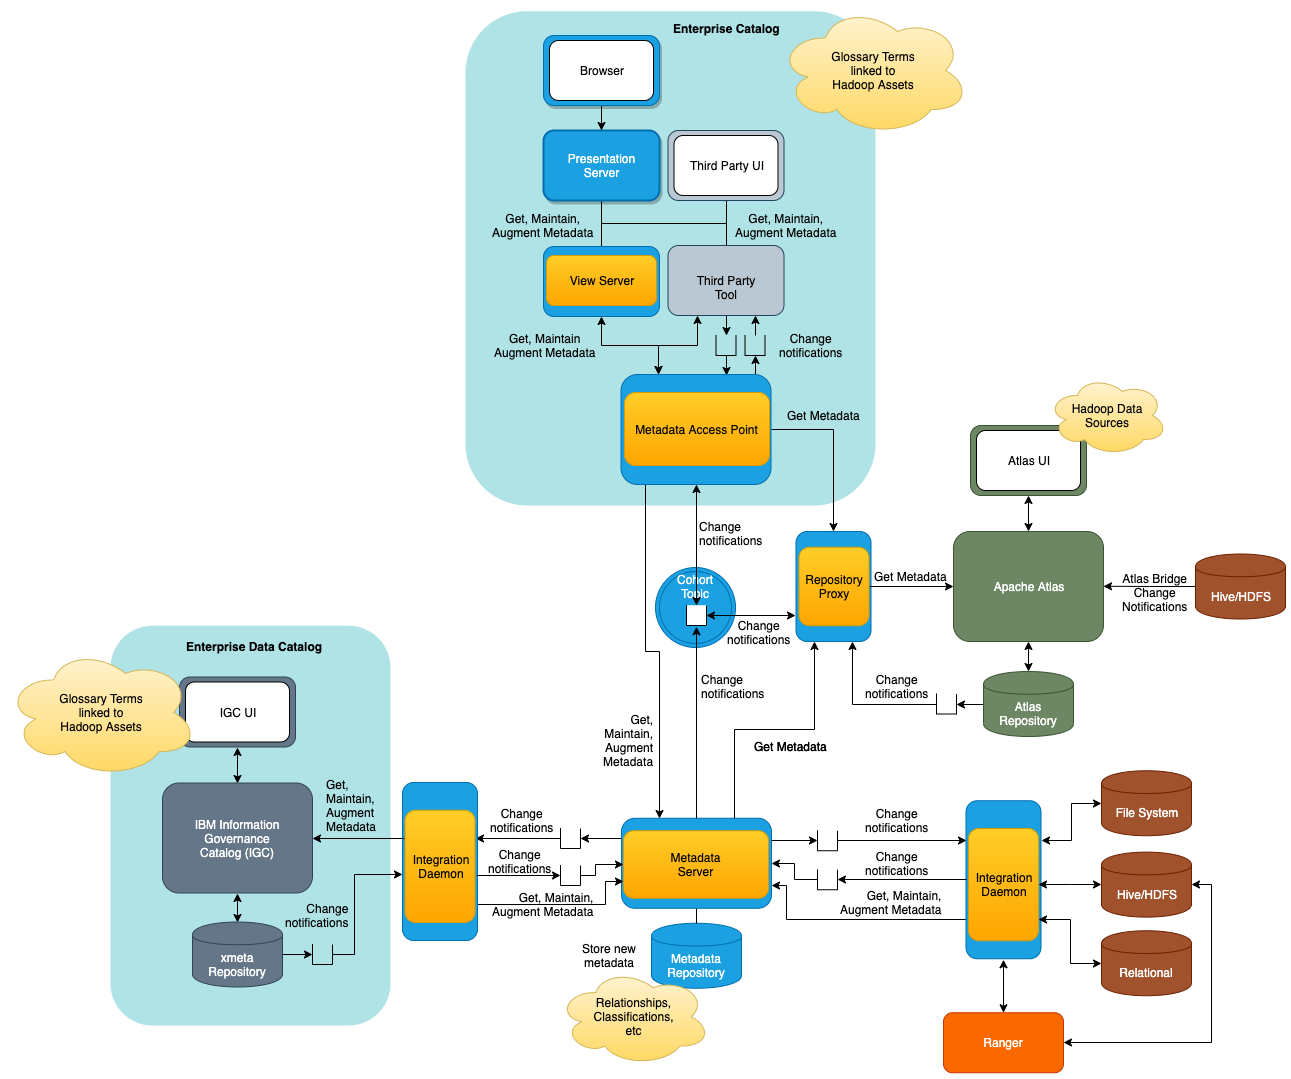 Enterprise Catalog
Glossary Terms
linked to
Hadoop Assets
Browser
Presentation
Server
Third Party UI
Get, Maintain,
Augment Metadata
Get, Maintain,
Augment Metadata
View Server
Third Party
Tool
Get, Maintain
Augment Metadata
Change
notifications
Metadata Access Point
Get Metadata
Hadoop Data
Sources
Atlas UI
Change
notifications
Cohort
Topic
Repository
Proxy
Get Metadata
Apache Atlas
Atlas Bridge
Change
Notifications
Hive/HDFS
Change
notifications
Enterprise Data Catalog
Glossary Terms
linked to
Hadoop Assets
IGC UI
Change
notifications
Change
notifications
Atlas
Repository
Get,
Maintain,
Augment
Metadata
Get Metadata
IBM Information
Governance
Catalog (IGC)
Get,
Maintain,
Augment
Metadata
Integration
Daemon
Change
notifications
Change
notifications
Get, Maintain,
Augment Metadata
Metadata
Server
Change
notifications
Change
notifications
Get, Maintain,
Augment Metadata
Integration
Daemon
File System
Hive/HDFS
Relational
Change
notifications
xmeta
Repository
Store new
metadata
Metadata
Repository
Relationships,
Classifications,
etc
Ranger